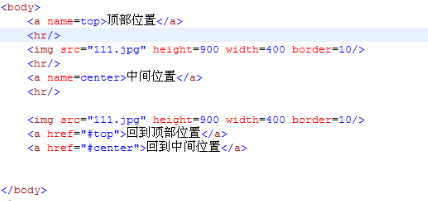 <body>
<a name=top>顶部位置</a>
<hr/>
<img src="111.jpg" height=900 width=400 border=10/>
<hr/>
<a name=center>中间位置</a>
<hr/>
<img src="111.jpg" height=900 width=400 border=10/>
<a href="#top">回到顶部位置</a>
<a href="#center">回到中间位置</a>
</body>